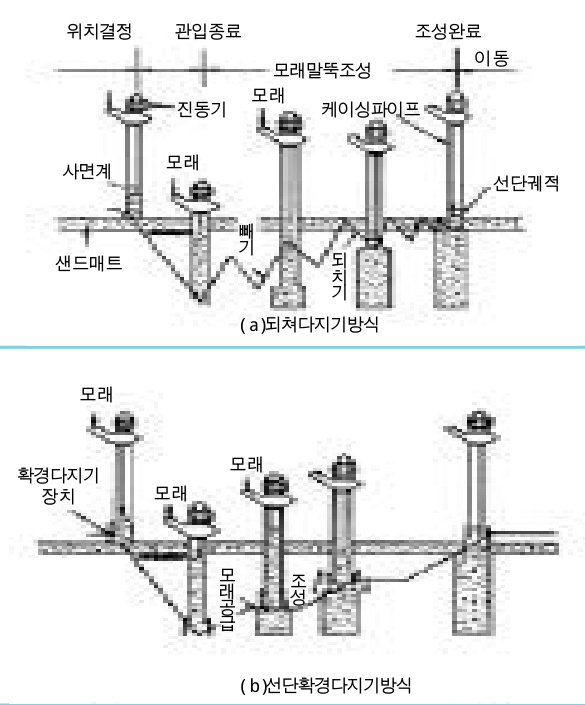 위치결정
관입종료
조성완료
모래말뚝조성
이동
모래
진동기
케이싱파이프
모래
사면계
선단궤적
빼기
되치기
샌드매트
(a)되쳐다지기방식
모래
확경다지기
장치
모래
모래
모래공급
조성
(b)선단확경다지기방식